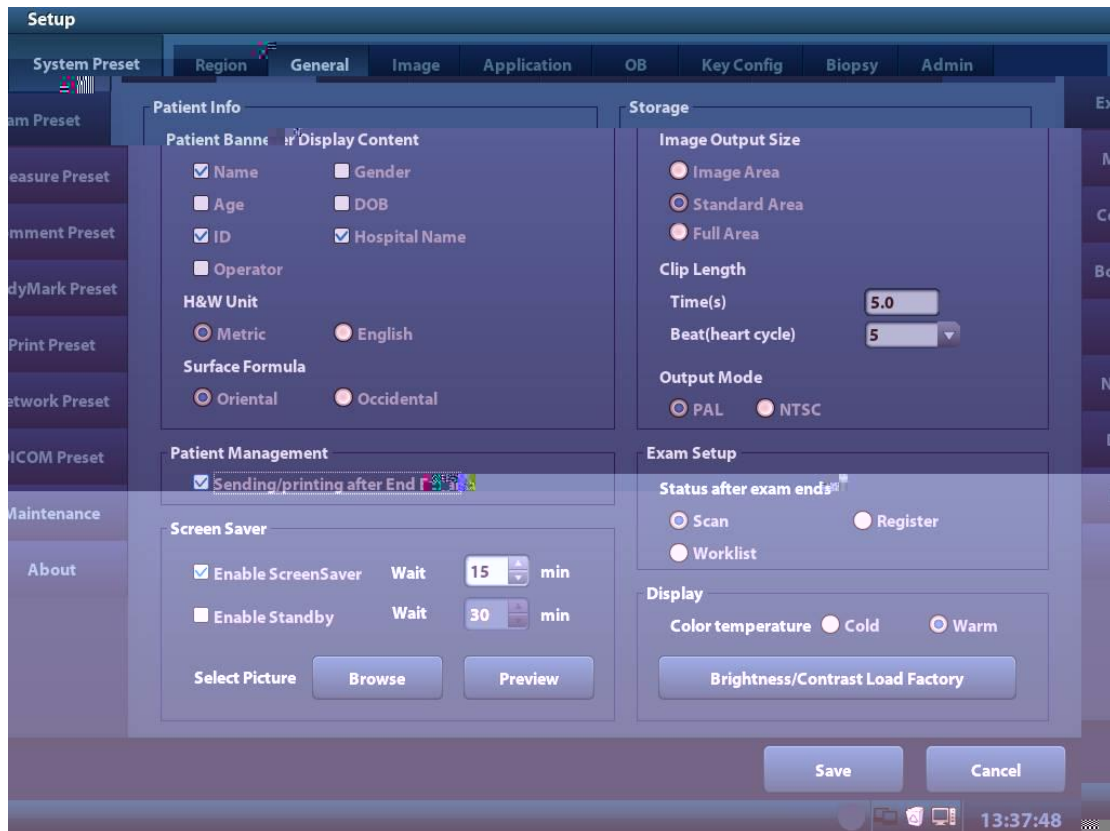 Setup
System Preset
Region General Image Application OB Key Config Biopsy Admin
am Preset
easure Preset
mment Preset
dyMark Preset
Print Preset
etwork Preset
ICOM Preset
Maintenance
About
Patient Info
Patient Banne er Display Content
Name Gender
Age DOB
ID Hospital Name
Operator
H&W Unit
Metric English
Surface Formula
Oriental Occidental
Patient Management
Sending/printing after End
Screen Saver
Enable ScreenSaver Wait 15 min
Enable Standby Wait 30 min
Select Picture Browse Preview
Storage
Image Output Size
Image Area
Standard Area
Full Area
Clip Length
Time(s) 5.0
Beat(heart cycle) 5
Output Mode
PAL NTSC
Exam Setup
Status after exam ends
Scan Register
Worklist
Display
Color temperature Cold Warm
Brightness/Contrast Load Factory
Save Cancel
13:37:48